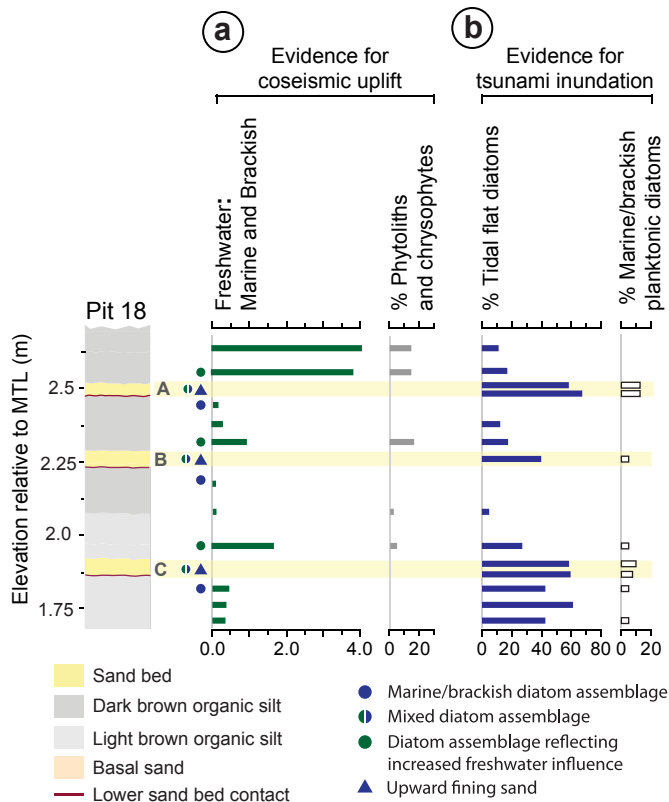 a
b
Evidence for
coseismic uplift
Evidence for
tsunami inundation
Freshwater:
Marine and Brackish
% Phytoliths
and chrysophytes
% Tidal flat diatoms
% Marine/brackish
planktonic diatoms
Pit 18
Elevation relative to MTL (m)
2.5
2.25
2.0
1.75
A
B
C
0.0 2.0 4.0
0 20
0 20 40 60 80
0 20
Sand bed
Dark brown organic silt
Light brown organic silt
Basal sand
Lower sand bed contact
Marine/brackish diatom assemblage
Mixed diatom assemblage
Diatom assemblage reflecting
increased freshwater influence
Upward fining sand